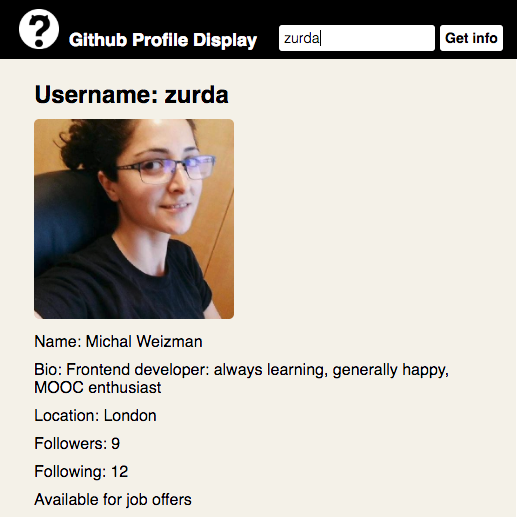 Github Profile Display
zurda
Get info
Username: zurda
Name: Michal Weizman
Bio: Frontend developer: always learning, generally happy,
MOOC enthusiast
Location: London
Followers: 9
Following: 12
Available for job offers